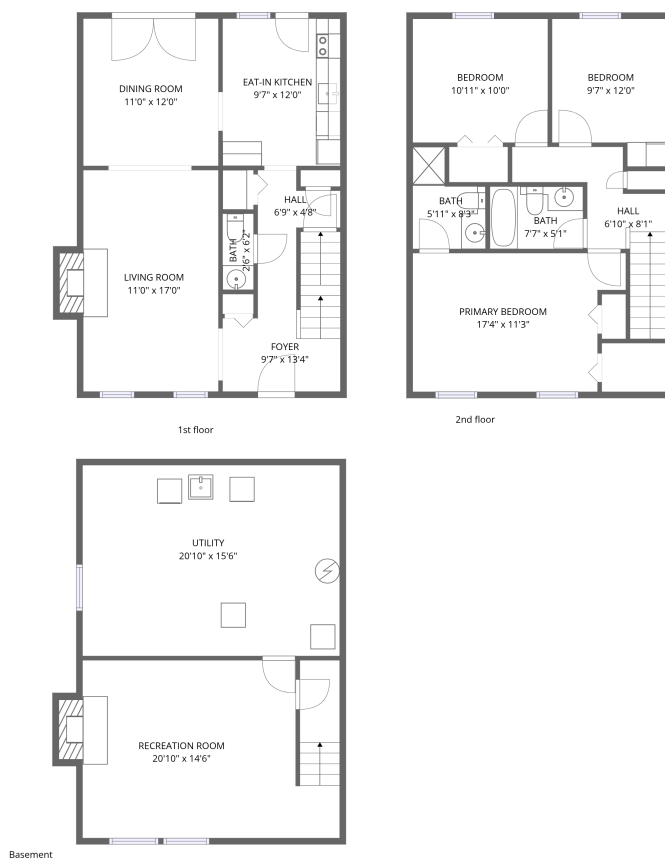 DINING ROOM
11'0" x 12'0"
EAT-IN KITCHEN
9'7" x 12'0"
HALL
6'9" x 4'8"
BATH
2'6" x 6'2"
LIVING ROOM
11'0" x 17'0"
FOYER
9'7" x 13'4"
1st floor
BEDROOM
10'11" x 10'0"
BEDROOM
9'7" x 12'0"
BATH
5'11" x 8'3"
BATH
7'7" x 5'1"
HALL
6'10" x 8'1"
PRIMARY BEDROOM
17'4" x 11'3"
2nd floor
UTILITY
20'10" x 15'6"
RECREATION ROOM
20'10" x 14'6"
Basement